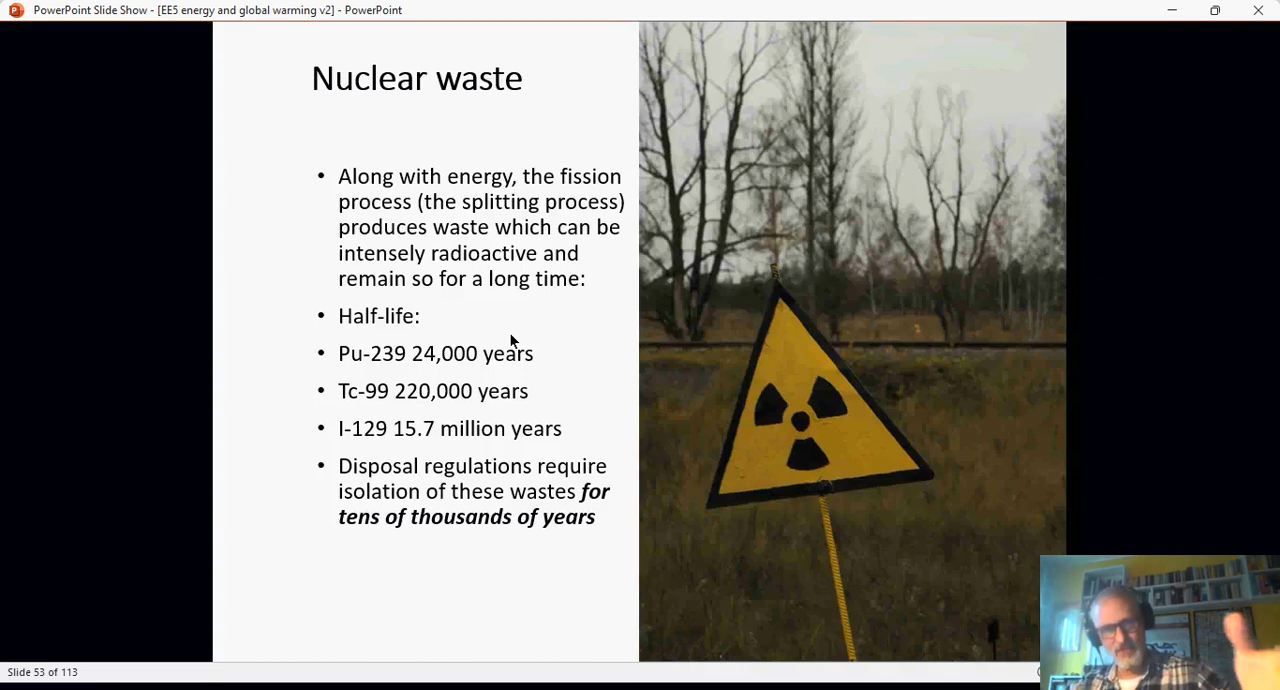 PowerPoint Slide Show - [EE5 energy and global warming v2] - PowerPoint
Nuclear waste
• Along with energy, the fission
process (the splitting process)
produces waste which can be
intensely radioactive and
remain so for a long time:
• Half-life:
• Pu-239 24,000 years
• Tc-99 220,000 years
• I-129 15.7 million years
• Disposal regulations require
isolation of these wastes for
tens of thousands of years
Slide 53 of 113